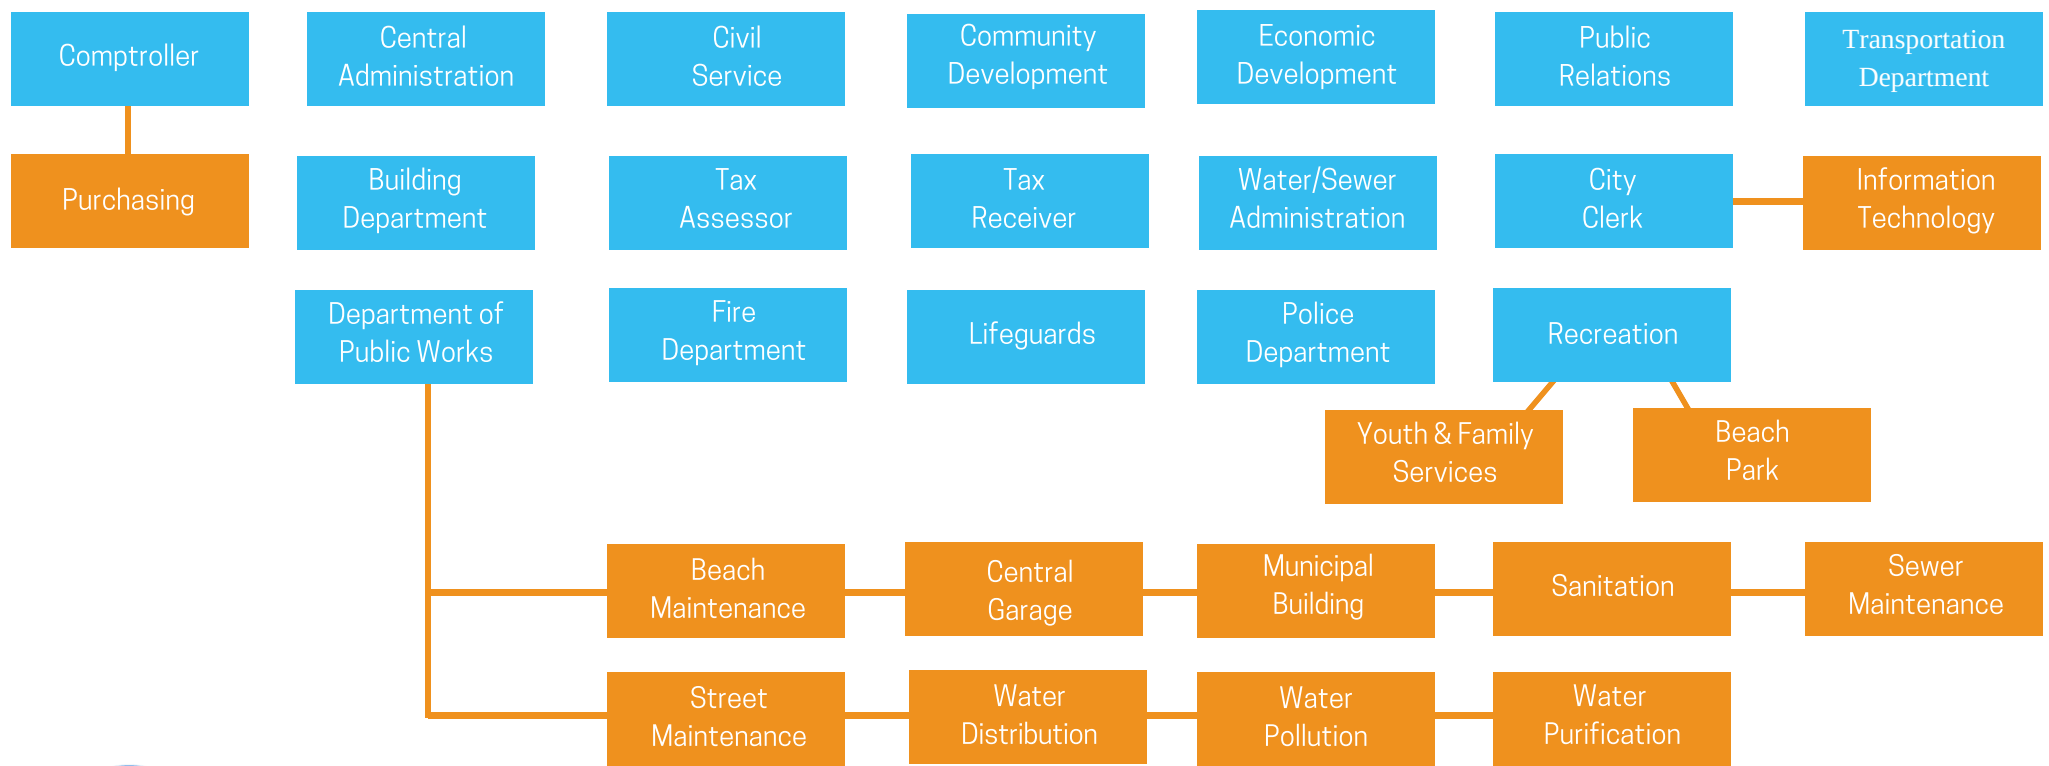 Comptroller
Central
Administration
Civil
Service
Community
Development
Economic
Development
Public
Relations
Transportation
Department
Purchasing
Building
Department
Tax
Assessor
Tax
Receiver
Water/Sewer
Administration
City
Clerk
Information
Technology
Department of
Public Works
Fire
Department
Lifeguards
Police
Department
Recreation
Youth & Family
Services
Beach
Park
Beach
Maintenance
Central
Garage
Municipal
Building
Sanitation
Sewer
Maintenance
Street
Maintenance
Water
Distribution
Water
Pollution
Water
Purification